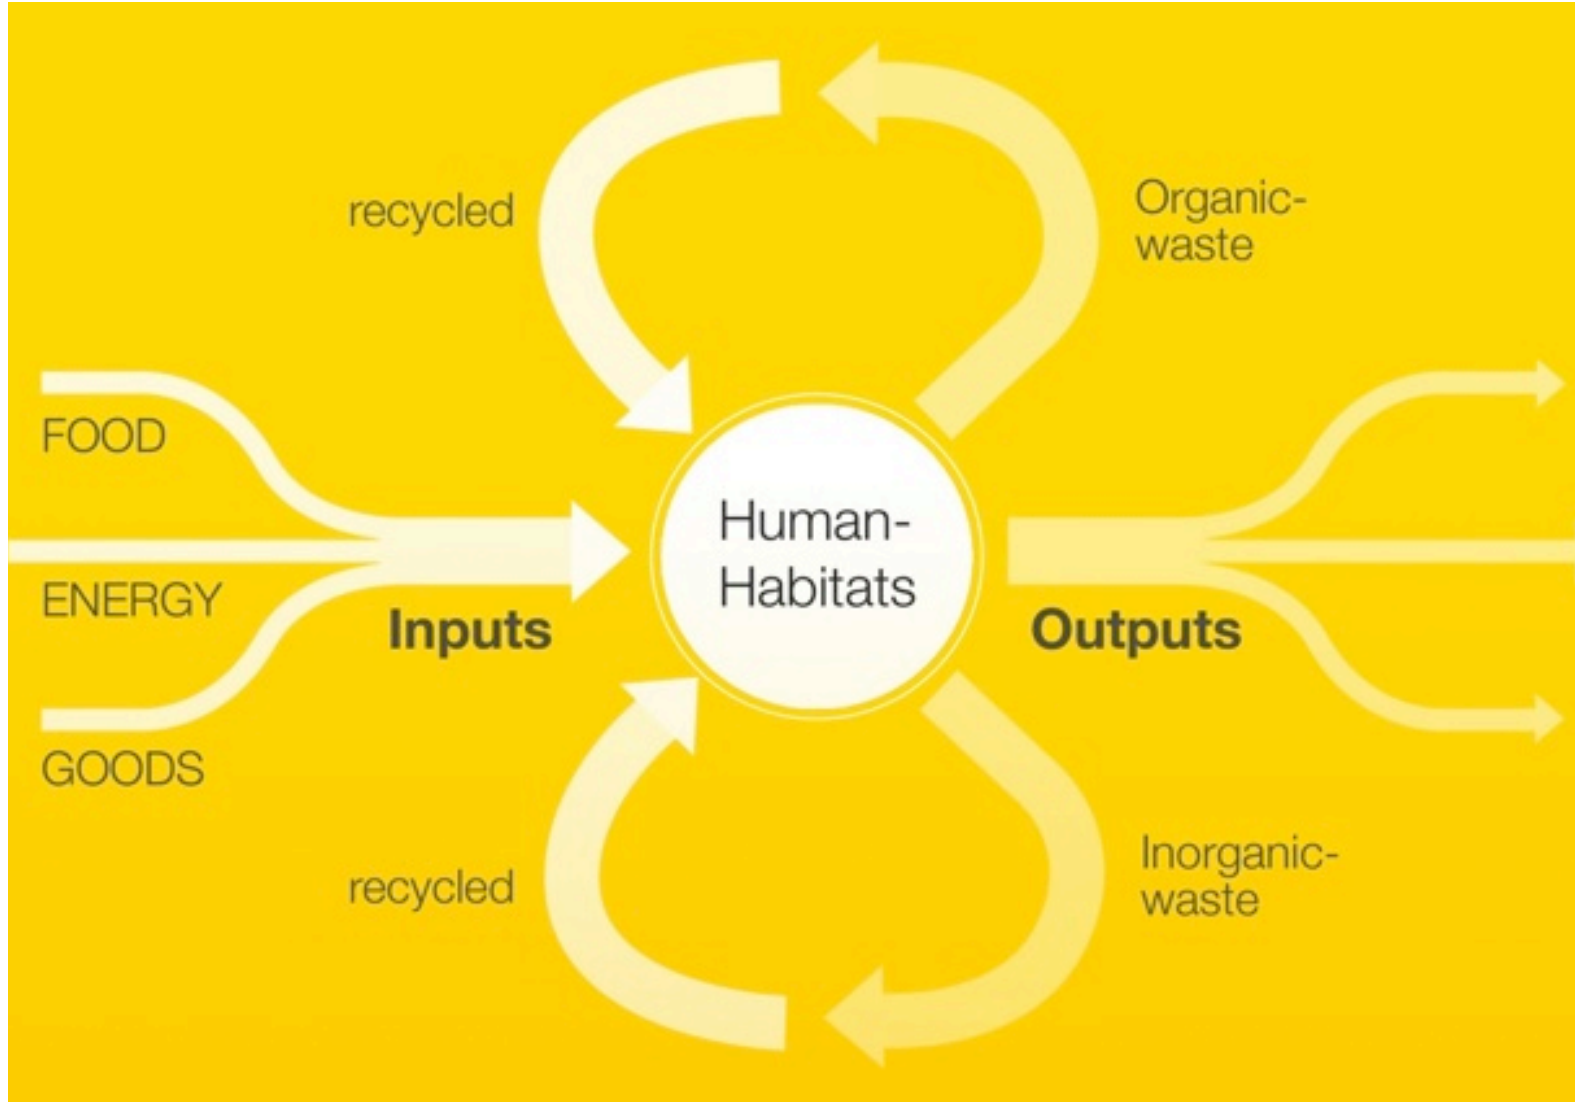 recycled
Organic-
waste
FOOD
ENERGY
GOODS
Inputs
Human-
Habitats
Outputs
recycled
Inorganic-
waste